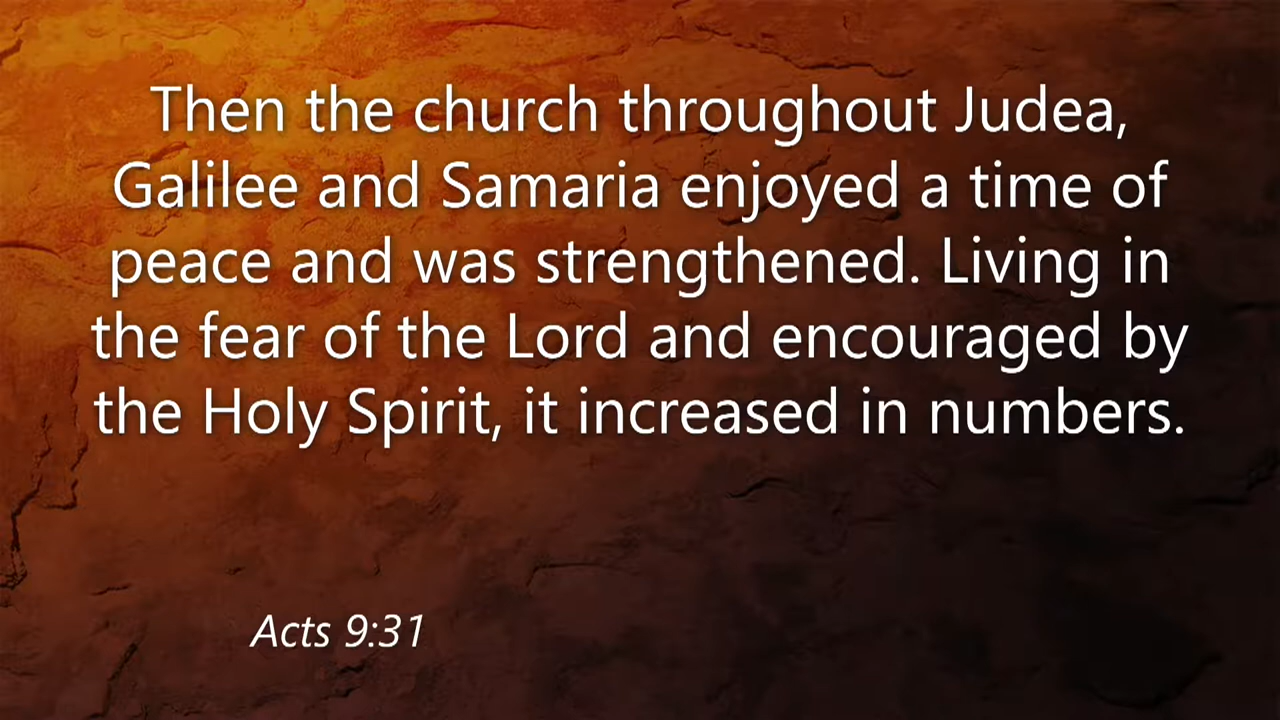 Then the church throughout Judea,
Galilee and Samaria enjoyed a time of
peace and was strengthened. Living in
the fear of the Lord and encouraged by
the Holy Spirit, it increased in numbers.
Acts 9:31